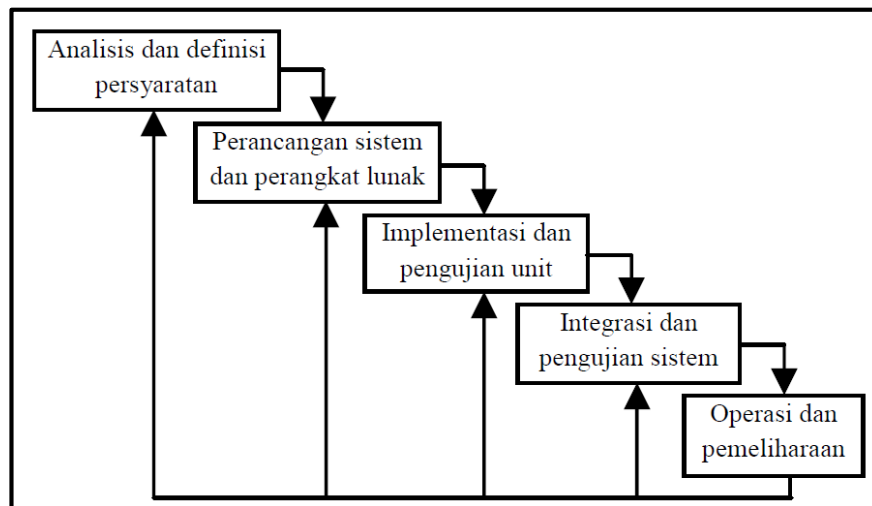 Analisis dan definisi
persyaratan
Perancangan sistem
dan perangkat lunak
Implementasi dan
pengujian unit
Integrasi dan
pengujian sistem
Operasi dan
pemeliharaan